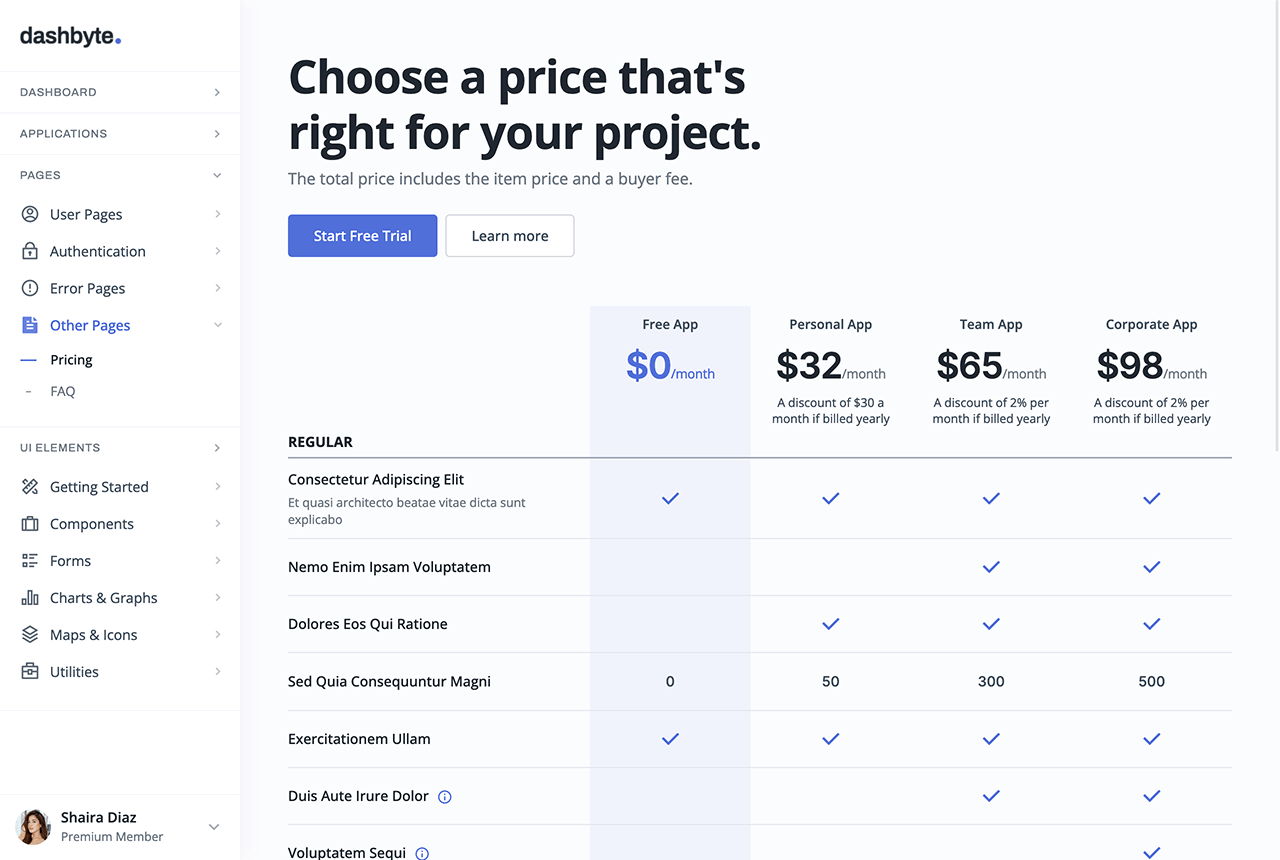 dashbyte.
DASHBOARD
APPLICATIONS
PAGES
User Pages
Authentication
Error Pages
Other Pages
Pricing
FAQ
UI ELEMENTS
Getting Started
Components
Forms
Charts & Graphs
Maps & Icons
Utilities
Shaira Diaz
Premium Member
Choose a price that's
right for your project.
The total price includes the item price and a buyer fee.
Start Free Trial
Learn more
Free App
$0/month
Personal App
$32/month
A discount of $30 a
month if billed yearly
Team App
$65/month
A discount of 2% per
month if billed yearly
Corporate App
$98/month
A discount of 2% per
month if billed yearly
REGULAR
Consectetur Adipiscing Elit
Et quasi architecto beatae vitae dicta sunt
explicabo
Nemo Enim Ipsam Voluptatem
Dolores Eos Qui Ratione
Sed Quia Consequuntur Magni 0 50 300 500
Exercitationem Ullam
Duis Aute Irure Dolor
Voluptatem Sequi